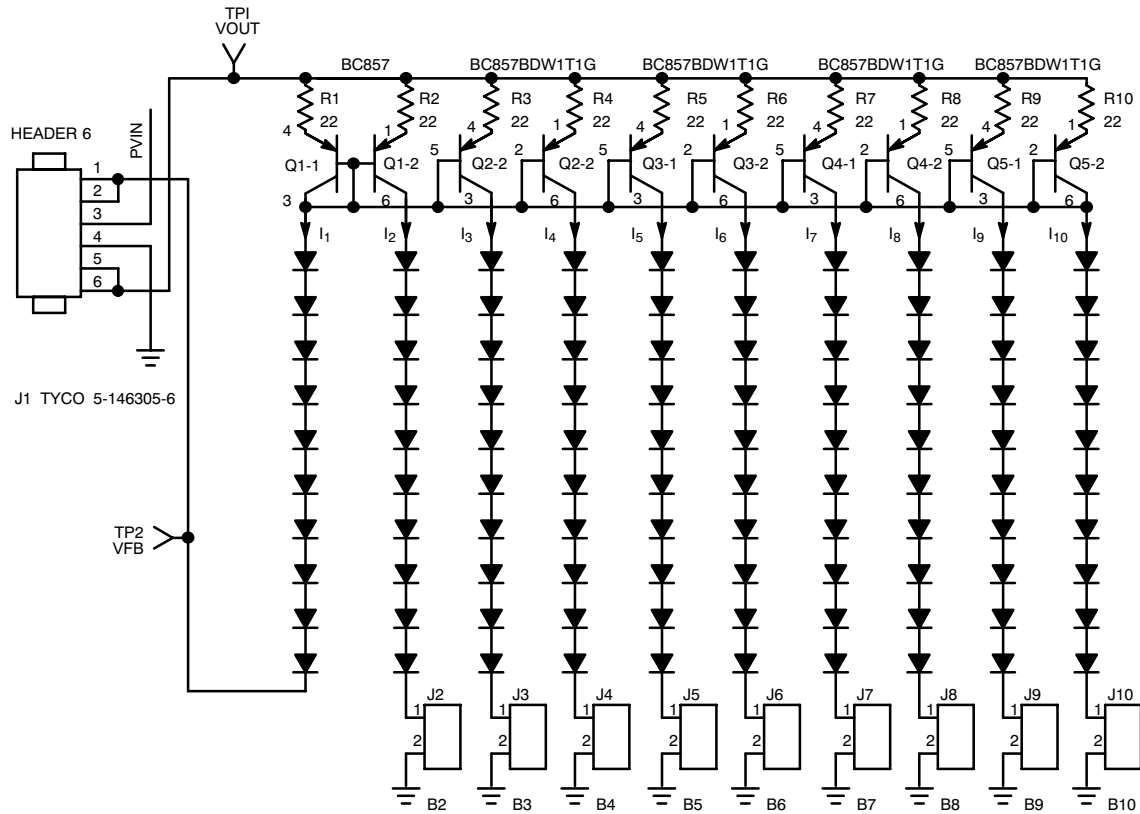 TPI
VOUT
BC857
BC857BDW1T1G
BC857BDW1T1G
BC857BDW1T1G
BC857BDW1T1G
R1
22
R2
22
R3
22
R4
22
R5
22
R6
22
R7
22
R8
22
R9
22
R10
22
HEADER 6
PVIN
1
2
3
4
5
6
J1 TYCO 5-146305-6
4
Q1-1
3
1
Q1-2
6
4
5
Q2-1
3
1
2
Q2-2
6
4
5
Q3-1
3
1
2
Q3-2
6
4
5
Q4-1
3
1
2
Q4-2
6
4
5
Q5-1
3
1
2
Q5-2
6
I1
I2
I3
I4
I5
I6
I7
I8
I9
I10
TP2
VFB
J2
1
2
B2
J3
1
2
B3
J4
1
2
B4
J5
1
2
B5
J6
1
2
B6
J7
1
2
B7
J8
1
2
B8
J9
1
2
B9
J10
1
2
B10